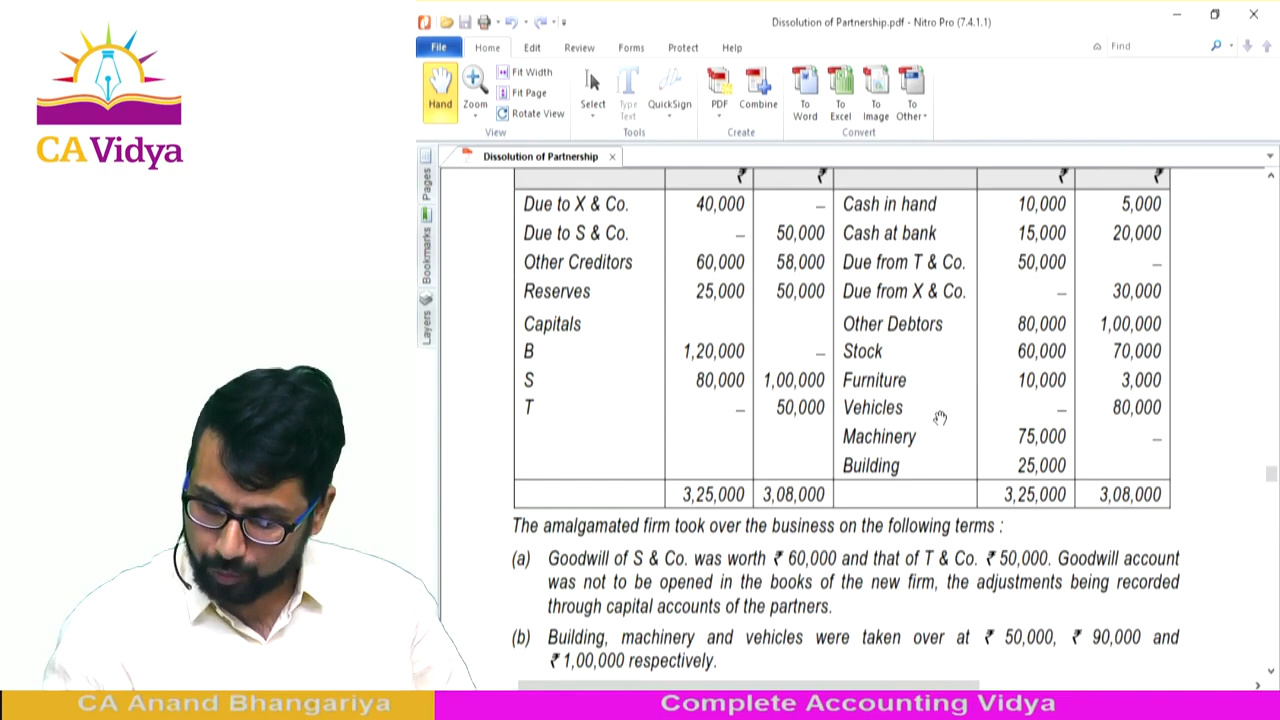 CA Vidya
Dissolution of Partnership.pdf - Nitro Pro (7.4.1.1)
File Home Edit Review Forms Protect Help Find
Hand
Zoom
Fit Width
Fit Page
Rotate View
View
Select
Type Text
QuickSign
Tools
PDF
Combine
Create
To Word
To Excel
To Image
To Other
Convert
Pages
Bookmarks
Layers
Dissolution of Partnership
₹ ₹ ₹ ₹
Due to X & Co. 40,000 – Cash in hand 10,000 5,000
Due to S & Co. – 50,000 Cash at bank 15,000 20,000
Other Creditors 60,000 58,000 Due from T & Co. 50,000 –
Reserves 25,000 50,000 Due from X & Co. – 30,000
Capitals Other Debtors 80,000 1,00,000
B 1,20,000 – Stock 60,000 70,000
S 80,000 1,00,000 Furniture 10,000 3,000
T – 50,000 Vehicles – 80,000
Machinery 75,000 –
Building 25,000
3,25,000 3,08,000 3,25,000 3,08,000
The amalgamated firm took over the business on the following terms :
(a) Goodwill of S & Co. was worth ₹ 60,000 and that of T & Co. ₹ 50,000. Goodwill account
was not to be opened in the books of the new firm, the adjustments being recorded
through capital accounts of the partners.
(b) Building, machinery and vehicles were taken over at ₹ 50,000, ₹ 90,000 and
₹ 1,00,000 respectively.
CA Anand Bhangariya
Complete Accounting Vidya